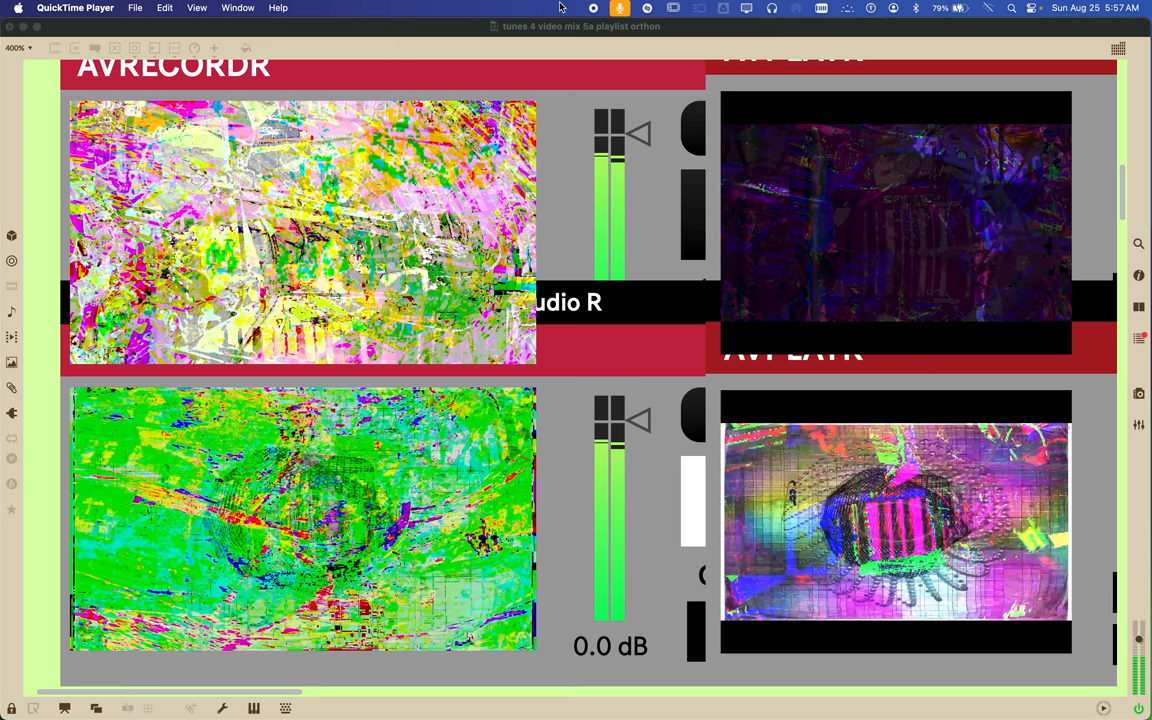 QuickTime Player File Edit View Window Help 79% Sun Aug 25 5:57 AM
tunes 4 video mix 5a playlist orthon
400%
AVRECORDR
udio R
0.0 dB